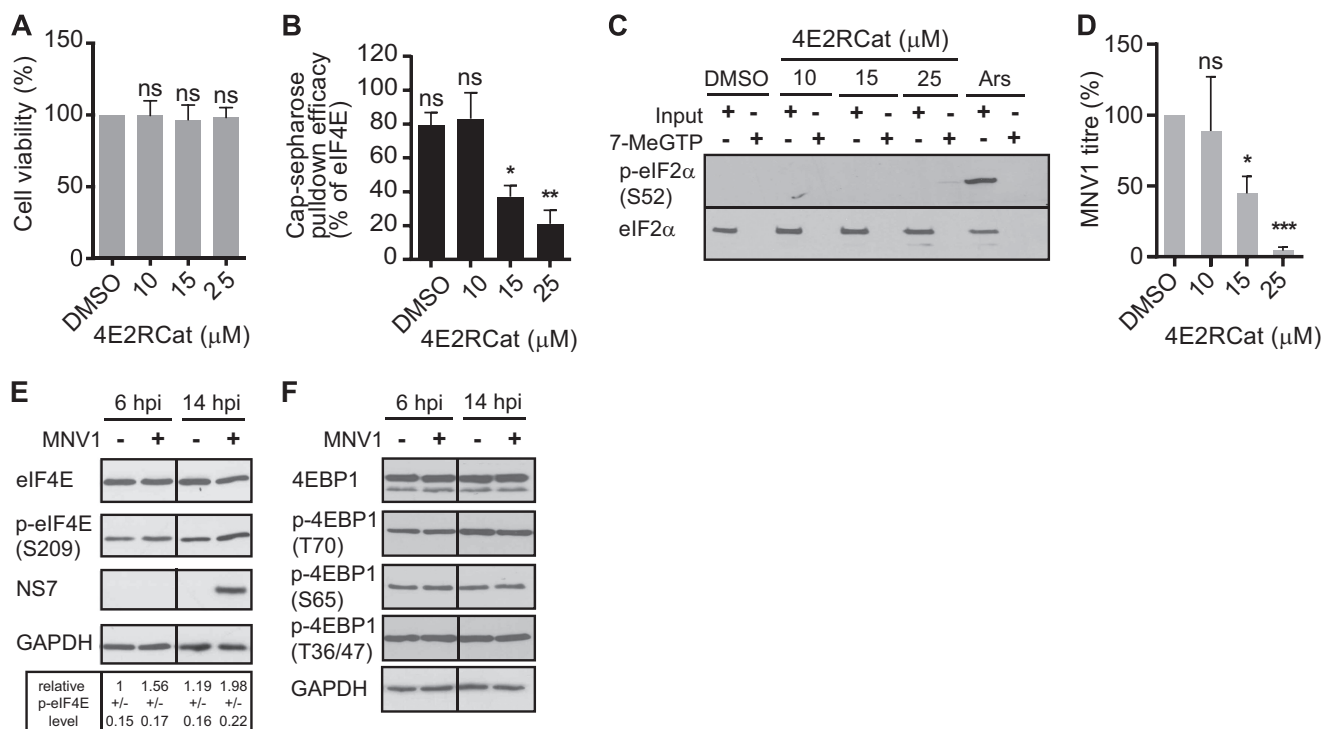 A
Cell viability (%)
150
100
50
0
ns ns ns
DMSO 10 15 25
4E2RCat (μM)
B
Cap-sepharose
pulldown efficacy
(% of eIF4E)
120
100
80
60
40
20
0
ns ns * **
DMSO 10 15 25
4E2RCat (μM)
C
4E2RCat (μM)
DMSO 10 15 25 Ars
Input + - + - + - + - + -
7-MeGTP - + - + - + - + - +
p-eIF2α
(S52)
eIF2α
D
MNV1 titre (%)
150
100
50
0
ns * ***
DMSO 10 15 25
4E2RCat (μM)
E
6 hpi 14 hpi
MNV1 - + - +
eIF4E
p-eIF4E
(S209)
NS7
GAPDH
relative 1 1.56 1.19 1.98
p-eIF4E +/- +/- +/- +/-
level 0.15 0.17 0.16 0.22
F
6 hpi 14 hpi
MNV1 - + - +
4EBP1
p-4EBP1
(T70)
p-4EBP1
(S65)
p-4EBP1
(T36/47)
GAPDH